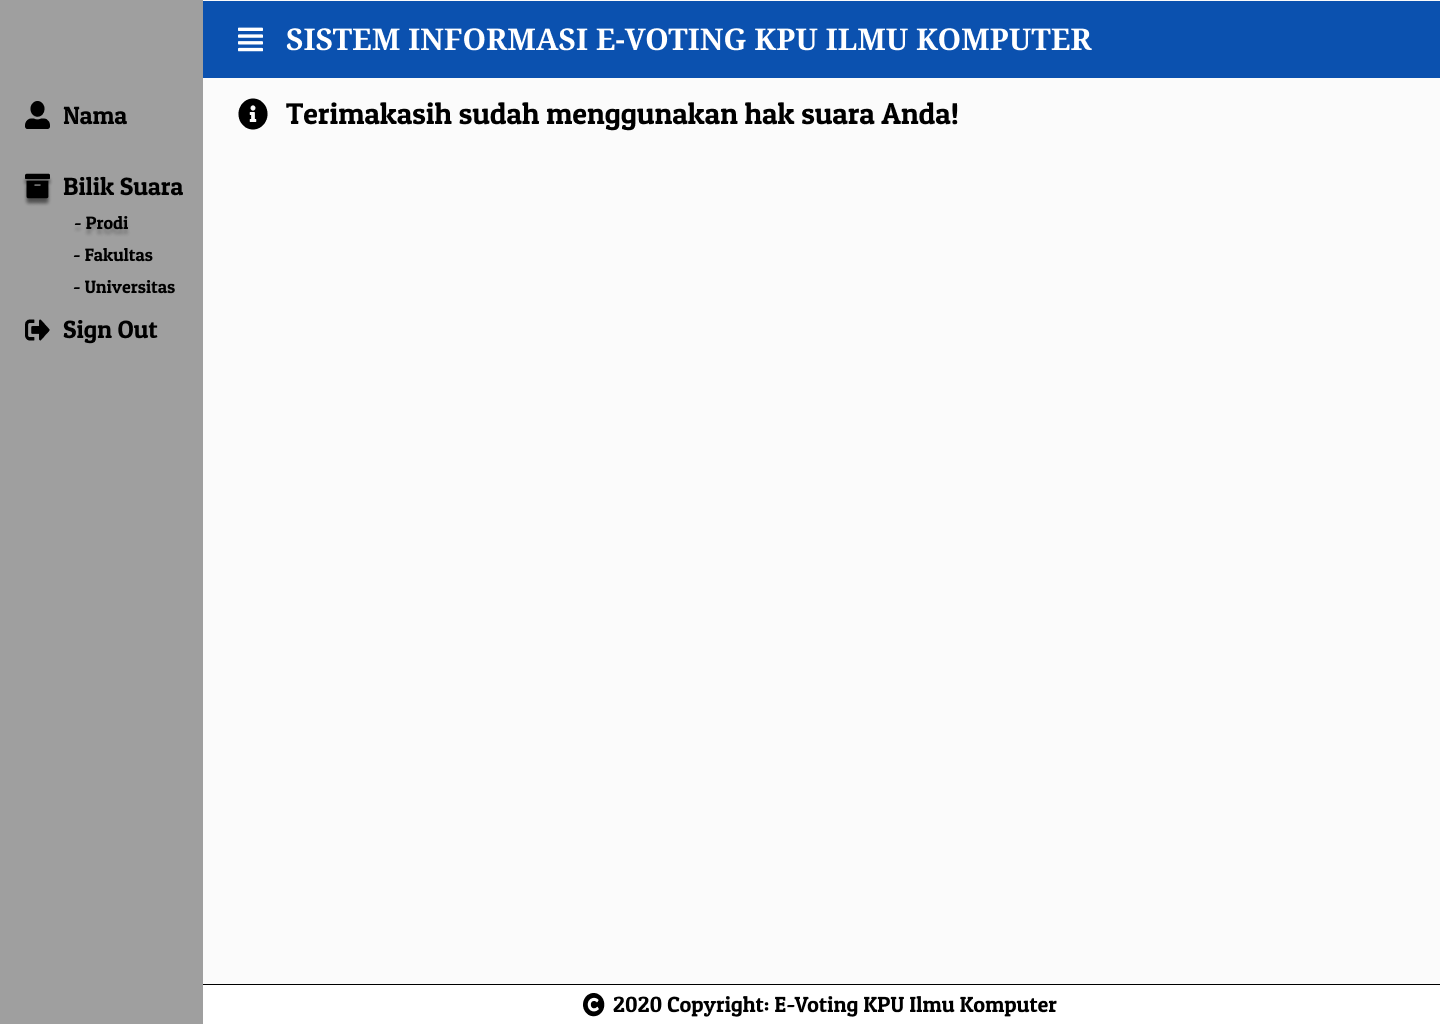 SISTEM INFORMASI E-VOTING KPU ILMU KOMPUTER
Nama
Bilik Suara
- Prodi
- Fakultas
- Universitas
Sign Out
Terimakasih sudah menggunakan hak suara Anda!
2020 Copyright: E-Voting KPU Ilmu Komputer